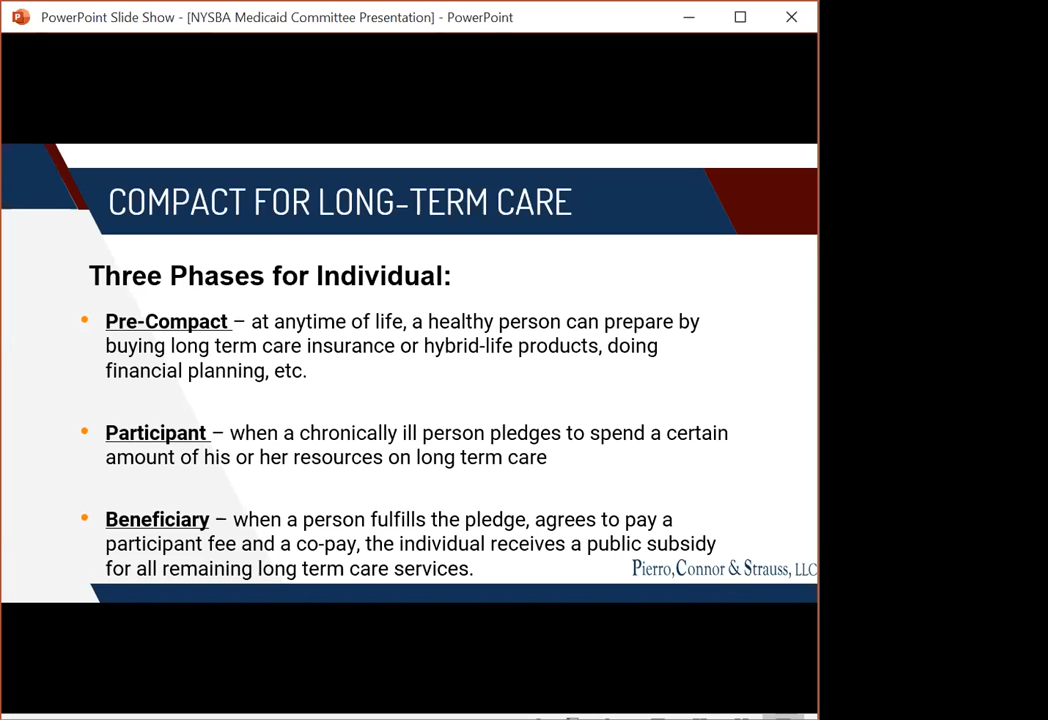 PowerPoint Slide Show - [NYSBA Medicaid Committee Presentation] - PowerPoint
COMPACT FOR LONG-TERM CARE
Three Phases for Individual:
• Pre-Compact – at anytime of life, a healthy person can prepare by
buying long term care insurance or hybrid-life products, doing
financial planning, etc.
• Participant – when a chronically ill person pledges to spend a certain
amount of his or her resources on long term care
• Beneficiary – when a person fulfills the pledge, agrees to pay a
participant fee and a co-pay, the individual receives a public subsidy
for all remaining long term care services.
Pierro, Connor & Strauss, LLC